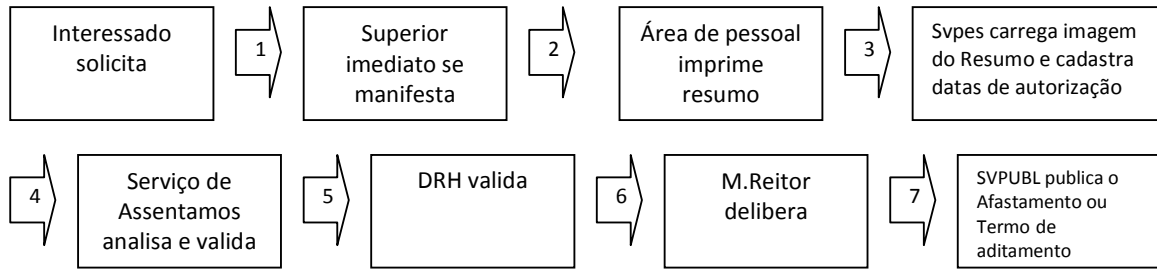 Interessado
solicita
1
Superior
imediato se
manifesta
2
Área de pessoal
imprime
resumo
3
Svpes carrega imagem
do Resumo e cadastra
datas de autorização
4
Serviço de
Assentamos
analisa e valida
5
DRH valida
6
M.Reitor
delibera
7
SVPUBL publica o
Afastamento ou
Termo de
aditamento